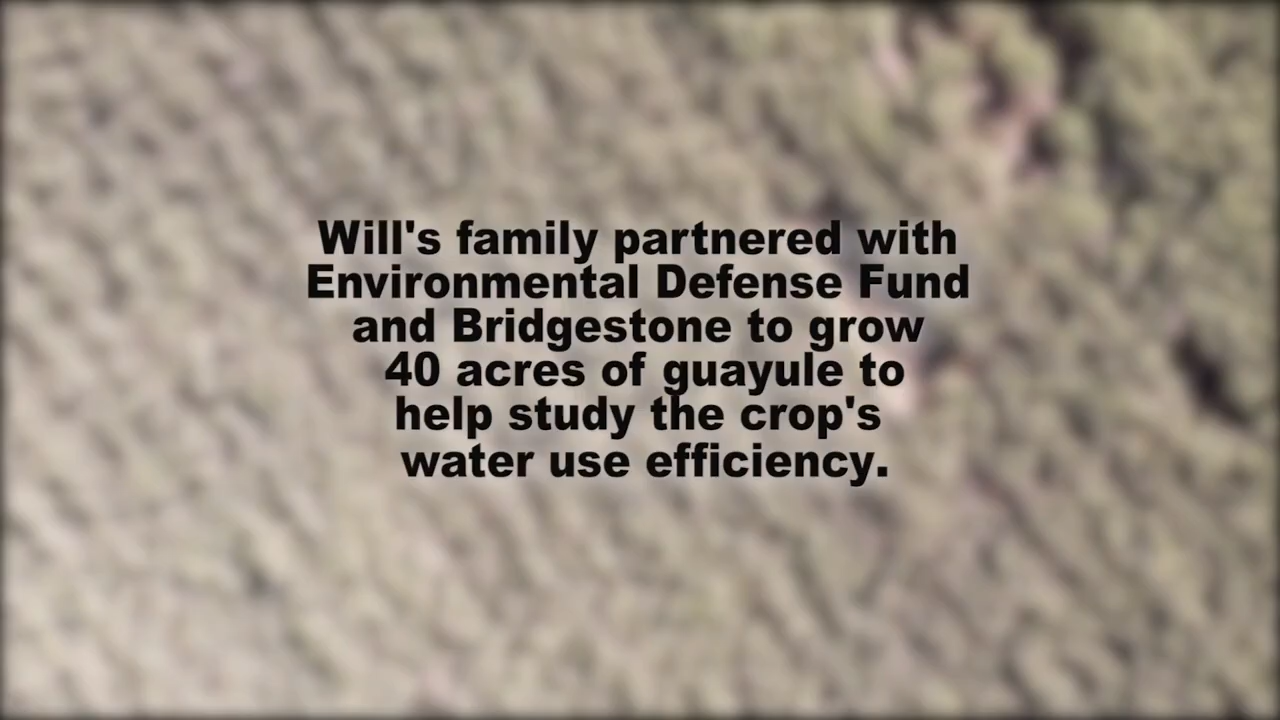 Will's family partnered with
Environmental Defense Fund
and Bridgestone to grow
40 acres of guayule to
help study the crop's
water use efficiency.